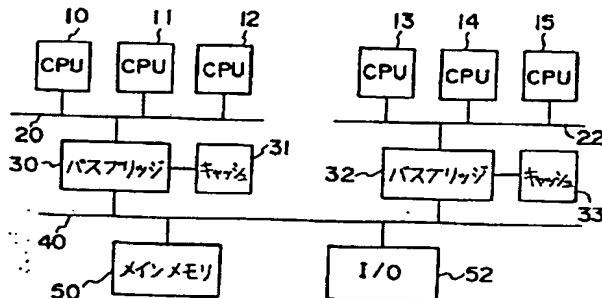 10 11 12 13 14 15
CPU CPU CPU CPU CPU CPU
20 22
30 バスブリッジ キャッシュ 31 32 バスブリッジ キャッシュ 33
40
50 メインメモリ I/O 52